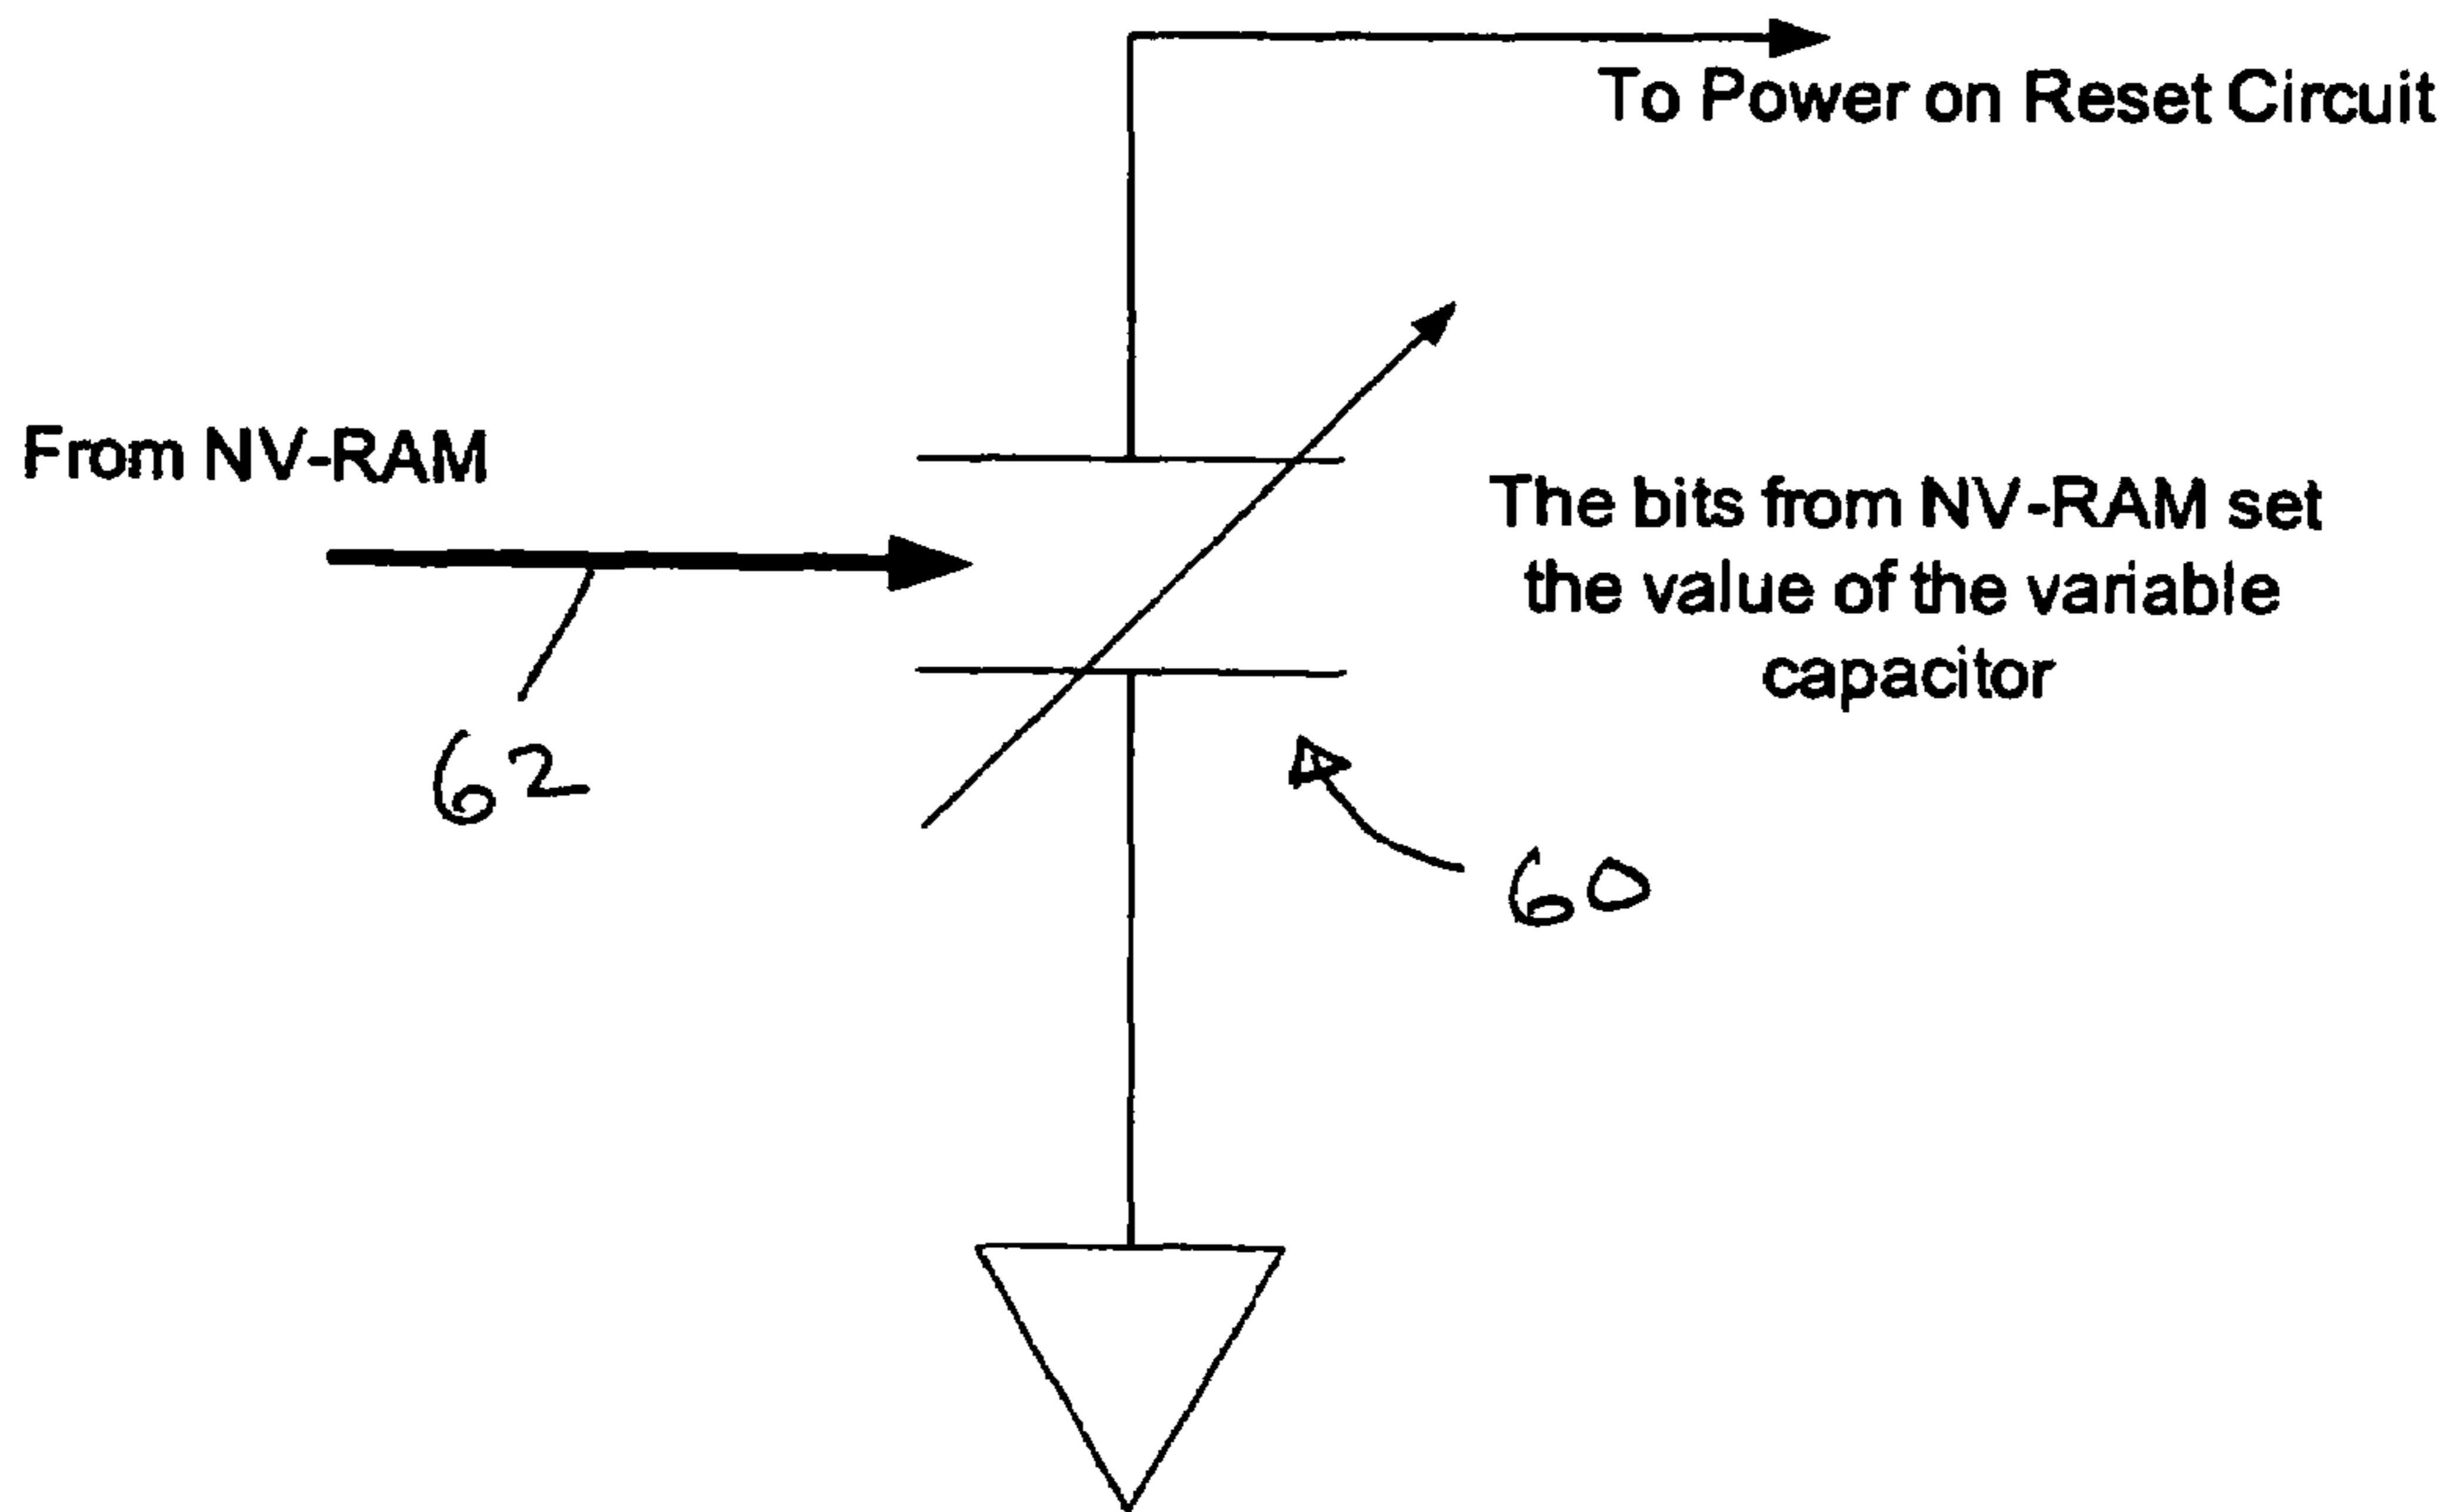 To Power on Reset Circuit
From NV-RAM
The bits from NV-RAM set
the value of the variable
capacitor
62
60